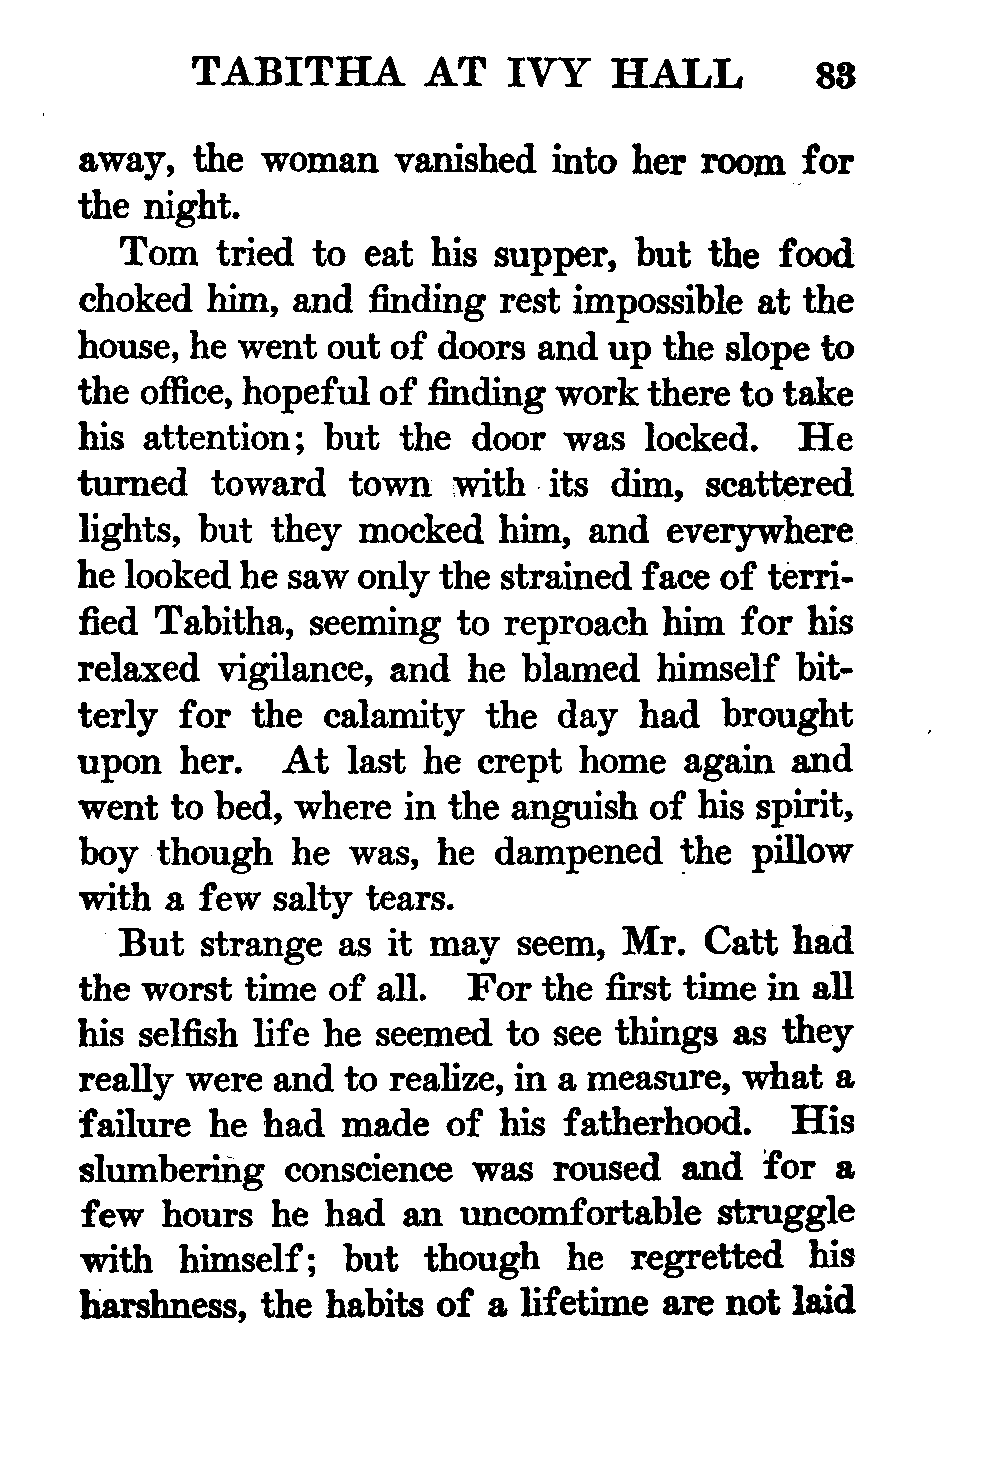 TABITHA AT IVY HALL 83
away, the woman vanished into her room for
the night.
Tom tried to eat his supper, but the food
choked him, and finding rest impossible at the
house, he went out of doors and up the slope to
the office, hopeful of finding work there to take
his attention; but the door was locked. He
turned toward town with its dim, scattered
lights, but they mocked him, and everywhere
he looked he saw only the strained face of terri-
fied Tabitha, seeming to reproach him for his
relaxed vigilance, and he blamed himself bit-
terly for the calamity the day had brought
upon her. At last he crept home again and
went to bed, where in the anguish of his spirit,
boy though he was, he dampened the pillow
with a few salty tears.
But strange as it may seem, Mr. Catt had
the worst time of all. For the first time in all
his selfish life he seemed to see things as they
really were and to realize, in a measure, what a
failure he had made of his fatherhood. His
slumbering conscience was roused and for a
few hours he had an uncomfortable struggle
with himself; but though he regretted his
harshness, the habits of a lifetime are not laid